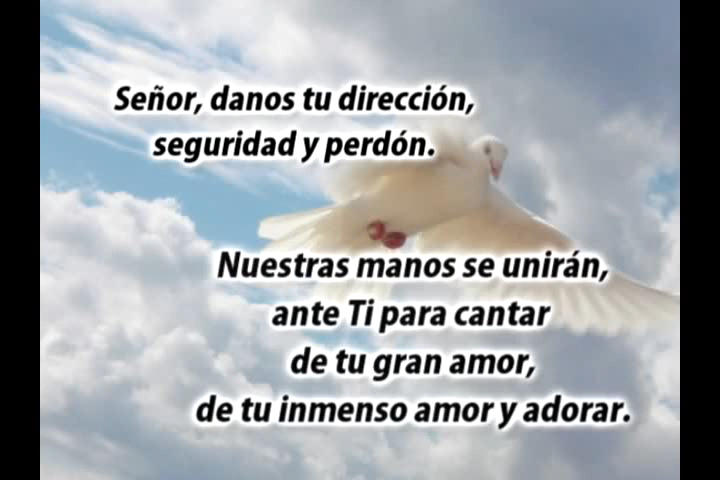 Señor, danos tu dirección,
seguridad y perdón.
Nuestras manos se unirán,
ante Ti para cantar
de tu gran amor,
de tu inmenso amor y adorar.